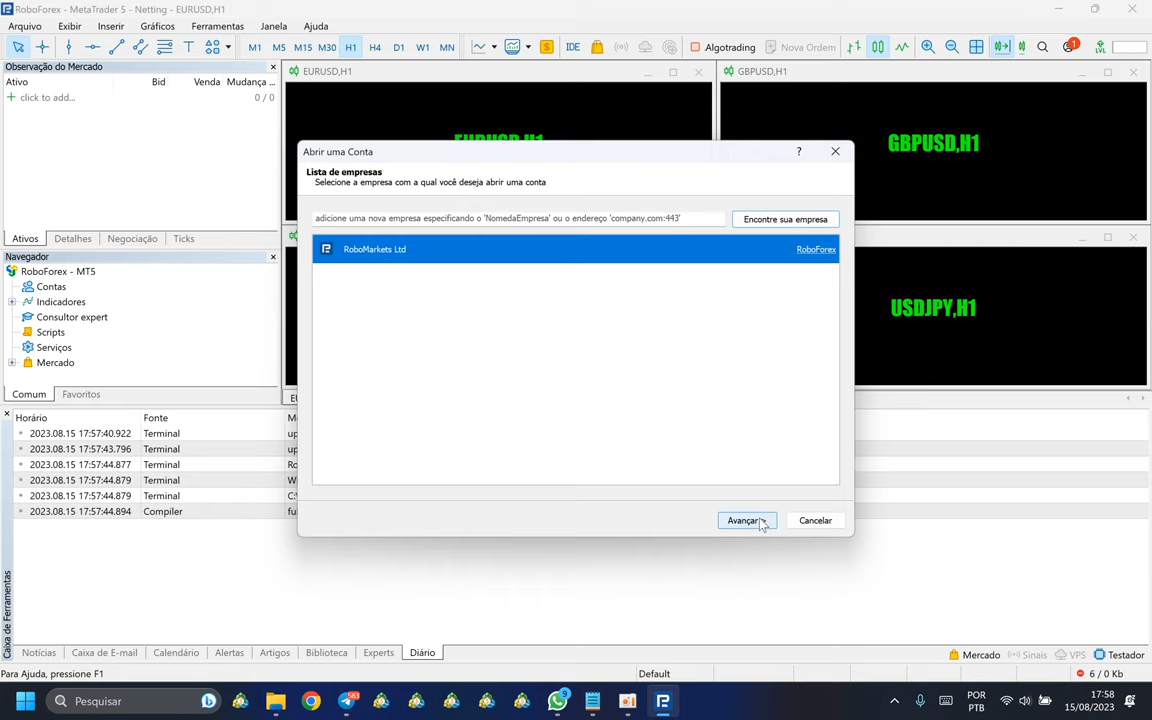 RoboForex - MetaTrader 5 - Netting - EURUSD,H1
Arquivo Exibir Inserir Gráficos Ferramentas Janela Ajuda
M1 M5 M15 M30 H1 H4 D1 W1 MN IDE Algotrading Nova Ordem 1 LVL
Observação do Mercado
Ativo Bid Venda Mudança ...
click to add... 0 / 0
Ativos Detalhes Negociação Ticks
EURUSD,H1
GBPUSD,H1
GBPUSD,H1
USDJPY,H1
Navegador
RoboForex - MT5
Contas
Indicadores
Consultor expert
Scripts
Serviços
Mercado
Comum Favoritos
Abrir uma Conta ?
Lista de empresas
Selecione a empresa com a qual você deseja abrir uma conta
adicione uma nova empresa especificando o 'NomedaEmpresa' ou o endereço 'company.com:443' Encontre sua empresa
RoboMarkets Ltd RoboForex
Cancelar
Horário Fonte
2023.08.15 17:57:40.922 Terminal
2023.08.15 17:57:43.796 Terminal
2023.08.15 17:57:44.877 Terminal
2023.08.15 17:57:44.879 Terminal
2023.08.15 17:57:44.879 Terminal
2023.08.15 17:57:44.894 Compiler
Caixa de Ferramentas
Notícias Caixa de E-mail Calendário Alertas Artigos Biblioteca Experts Diário
Mercado Sinais VPS Testador
Para Ajuda, pressione F1 Default 6 / 0 Kb
Pesquisar 583 9
POR
PTB
17:58
15/08/2023